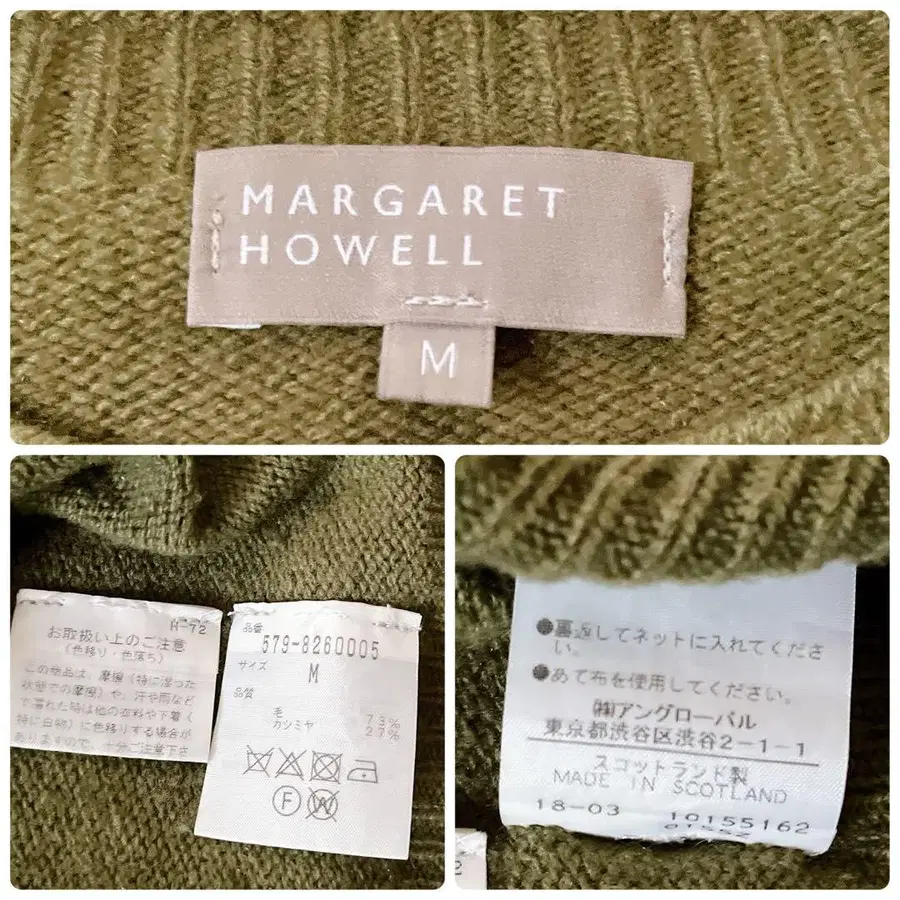 MARGARET
HOWELL
M
H-72
お取扱い上のご注意
(色移り・色落ち)
この商品は、摩擦(特に湿った
状態での摩擦)や、汗や雨など
で濡れた時は他の衣料や下着(
特に白物)に色移りする場合が
ありますので、十分ご注意下さ
品番
579-8260005
サイズ
M
品質
毛 73%
カシミヤ 27%
F
W
●裏返してネットに入れてくださ
い。
●あて布を使用してください。
㈱アングローバル
東京都渋谷区渋谷2-1-1
スコットランド製
MADE IN SCOTLAND
18-03 10155162
01552
2